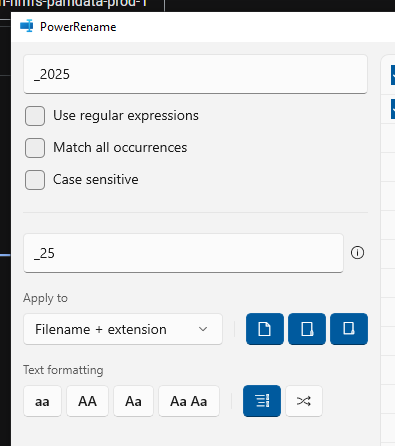 PowerRename
_2025
Use regular expressions
Match all occurrences
Case sensitive
_25
Apply to
Filename + extension
Text formatting
aa AA Aa Aa Aa